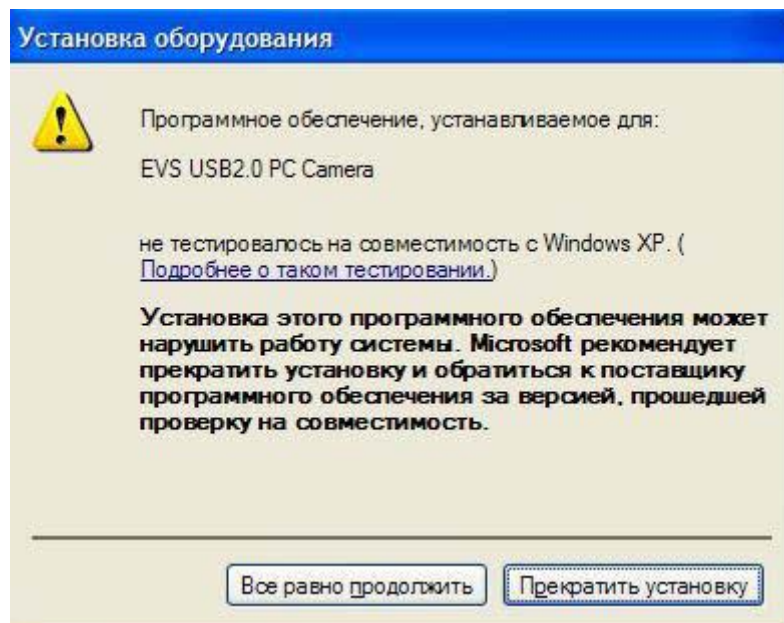 Установка оборудования
Программное обеспечение, устанавливаемое для:
EVS USB2.0 PC Camera
не тестировалось на совместимость с Windows XP. (
Подробнее о таком тестировании.)
Установка этого программного обеспечения может
нарушить работу системы. Microsoft рекомендует
прекратить установку и обратиться к поставщику
программного обеспечения за версией, прошедшей
проверку на совместимость.
Все равно продолжить
Прекратить установку